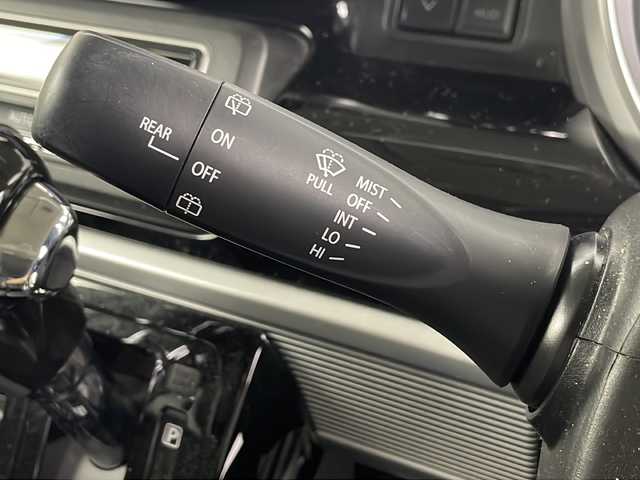 REAR
ON
OFF
PULL
MIST
OFF
INT
LO
HI
P